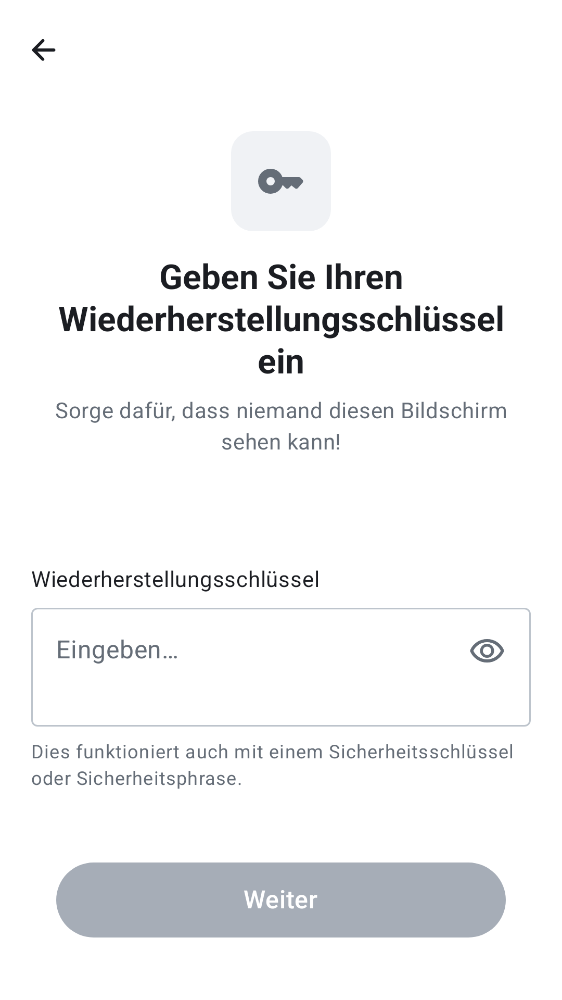 Geben Sie Ihren
Wiederherstellungsschlüssel
ein
Sorge dafür, dass niemand diesen Bildschirm
sehen kann!
Wiederherstellungsschlüssel
Eingeben…
Dies funktioniert auch mit einem Sicherheitsschlüssel
oder Sicherheitsphrase.
Weiter